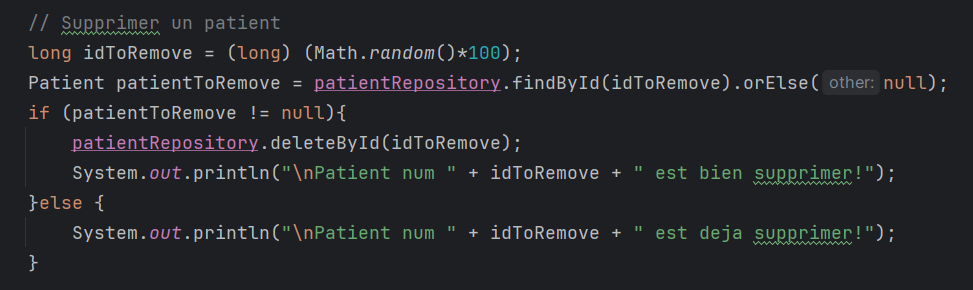 // Supprimer un patient
long idToRemove = (long) (Math.random()*100);
Patient patientToRemove = patientRepository.findById(idToRemove).orElse( other: null);
if (patientToRemove != null){
    patientRepository.deleteById(idToRemove);
    System.out.println("\nPatient num " + idToRemove + " est bien supprimer!");
}else {
    System.out.println("\nPatient num " + idToRemove + " est deja supprimer!");
}